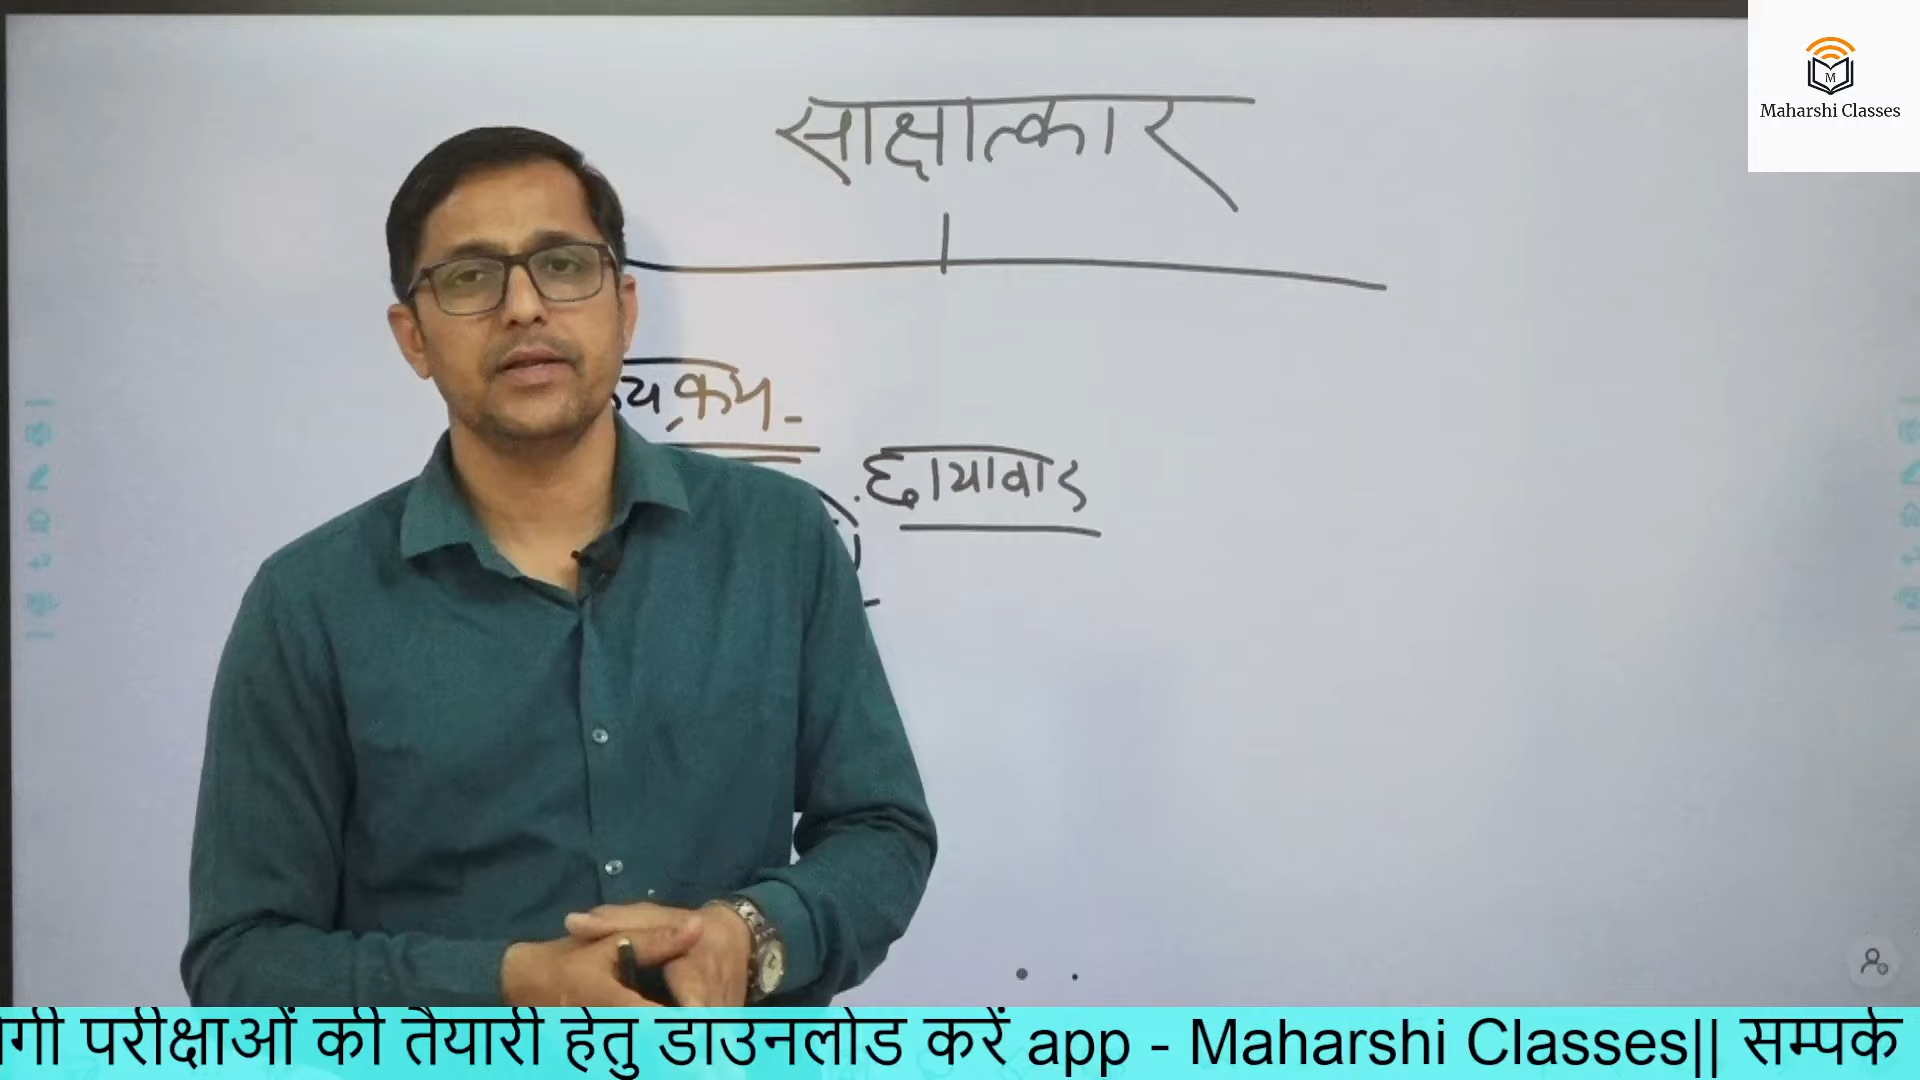 साक्षात्कार
Maharshi Classes
छायावाद
परीक्षाओं की तैयारी हेतु डाउनलोड करें app - Maharshi Classes|| सम्पर्क